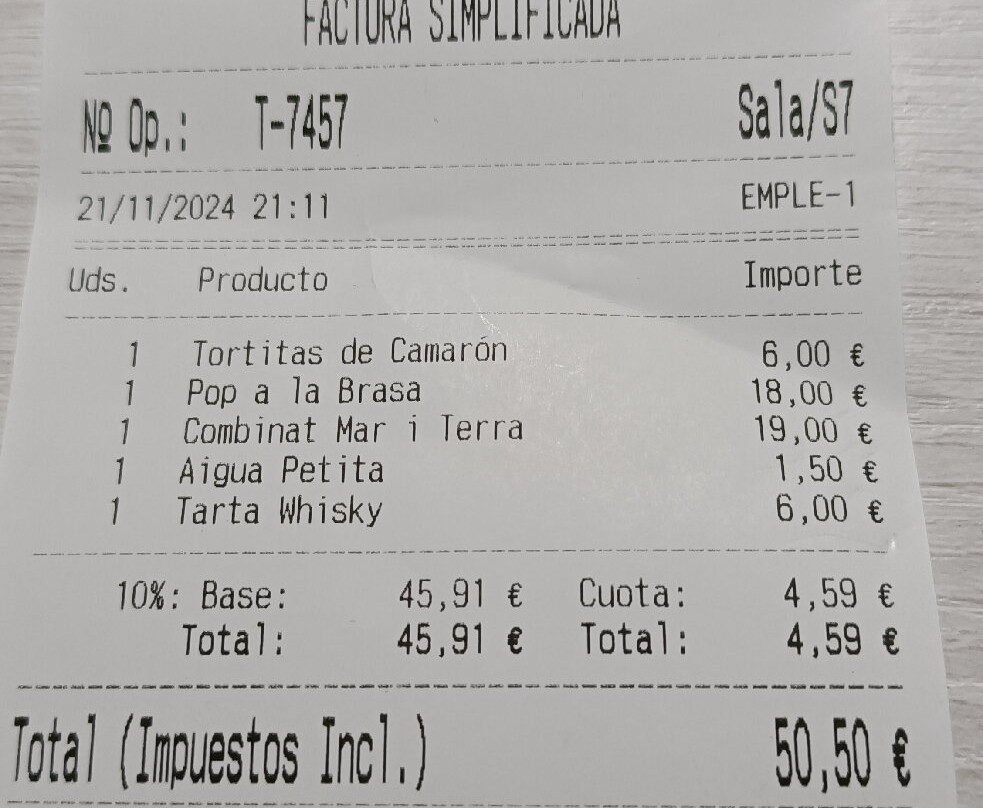 FACTURA SIMPLIFICADA
Nº Op.: T-7457 Sala/S7
21/11/2024 21:11 EMPLE-1
Uds. Producto Importe
1 Tortitas de Camarón 6,00 €
1 Pop a la Brasa 18,00 €
1 Combinat Mar i Terra 19,00 €
1 Aigua Petita 1,50 €
1 Tarta Whisky 6,00 €
10%: Base: 45,91 € Cuota: 4,59 €
Total: 45,91 € Total: 4,59 €
Total (Impuestos Incl.) 50,50 €